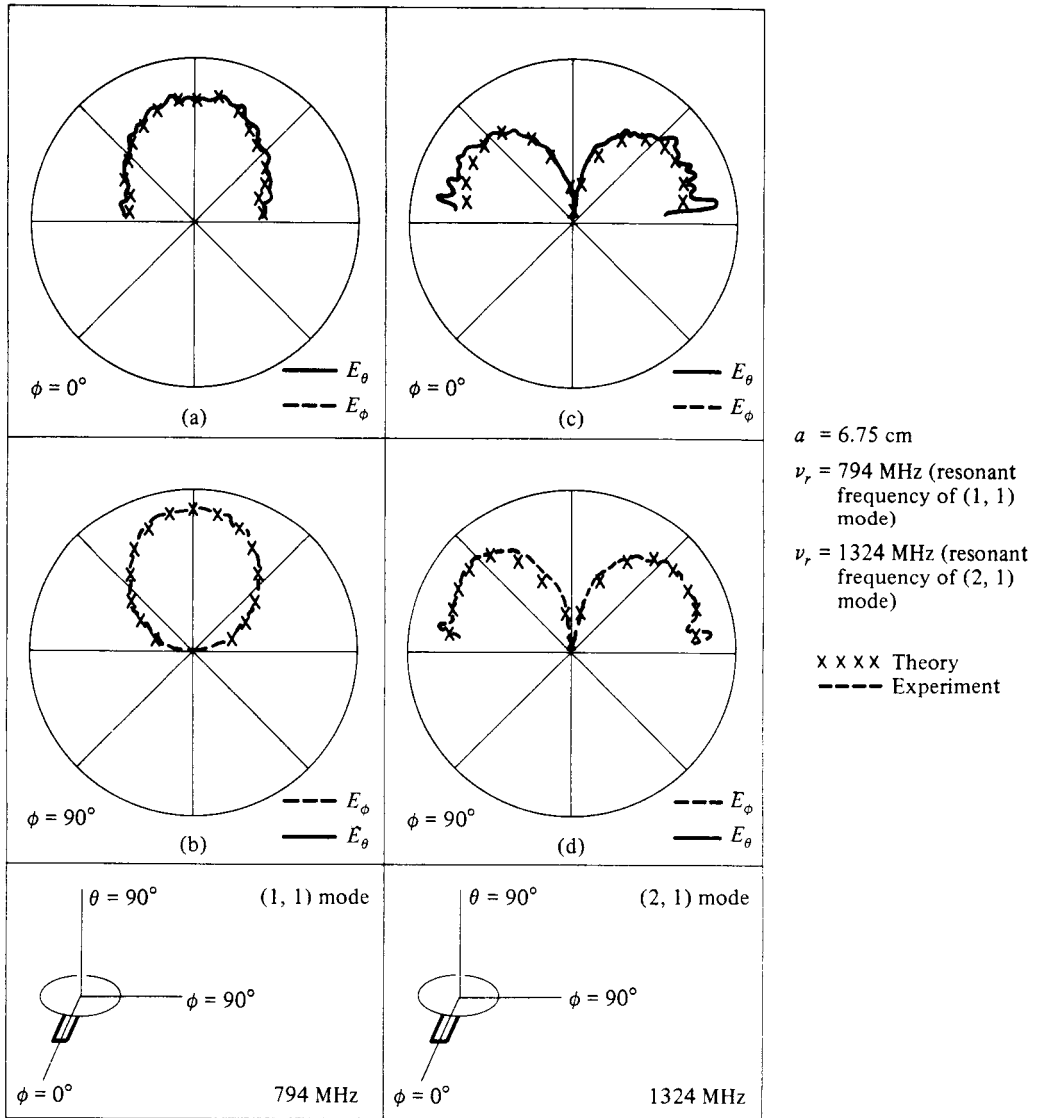 φ = 0°
E_θ
E_φ
(a)
φ = 0°
E_θ
E_φ
(c)
φ = 90°
E_φ
E_θ
(b)
φ = 90°
E_φ
E_θ
(d)
a = 6.75 cm
ν_r = 794 MHz (resonant
frequency of (1, 1)
mode)
ν_r = 1324 MHz (resonant
frequency of (2, 1)
mode)
X X X X Theory
Experiment
θ = 90°
(1, 1) mode
φ = 90°
φ = 0°
794 MHz
θ = 90°
(2, 1) mode
φ = 90°
φ = 0°
1324 MHz